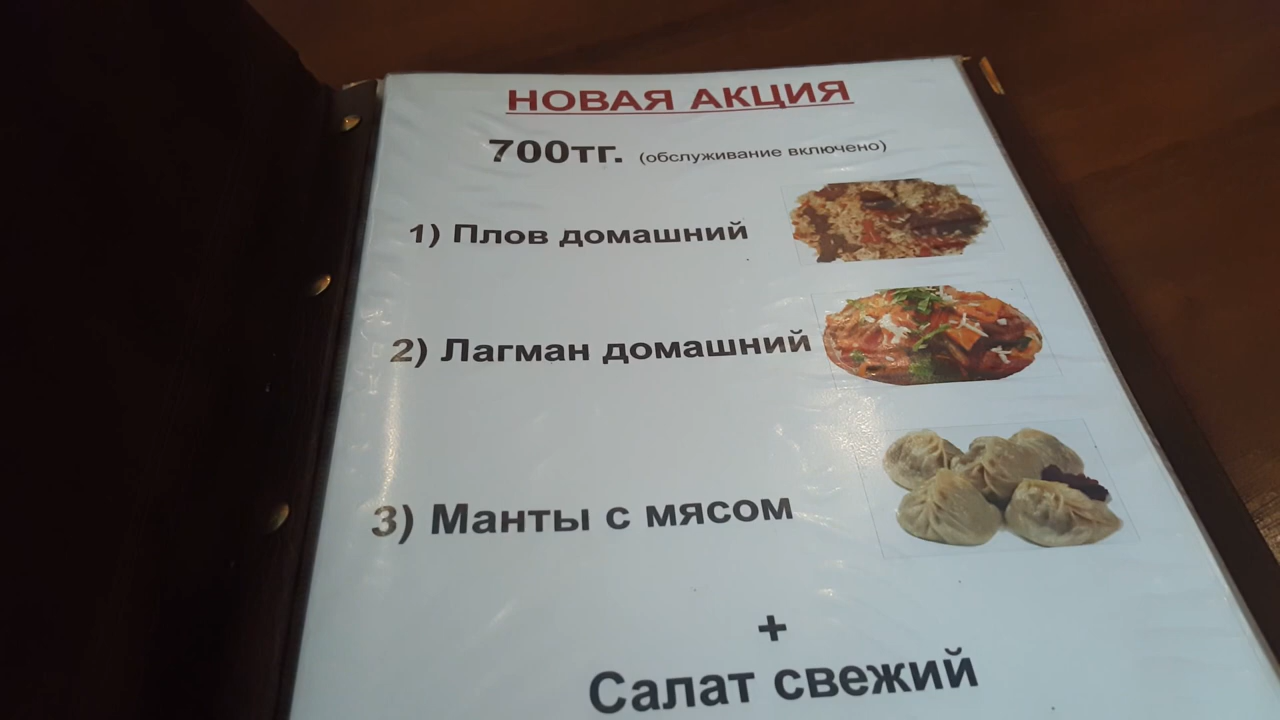 НОВАЯ АКЦИЯ
700тг. (обслуживание включено)
1) Плов домашний
2) Лагман домашний
3) Манты с мясом
+
Салат свежий